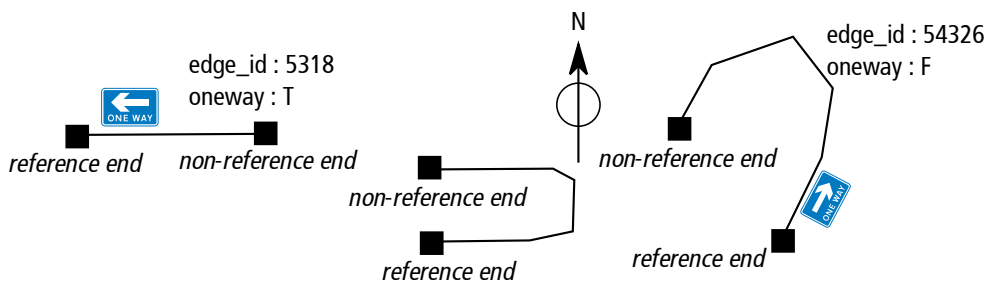 edge_id : 5318
oneway : T
ONE WAY
reference end
non-reference end
N
non-reference end
reference end
edge_id : 54326
oneway : F
non-reference end
ONE WAY
reference end